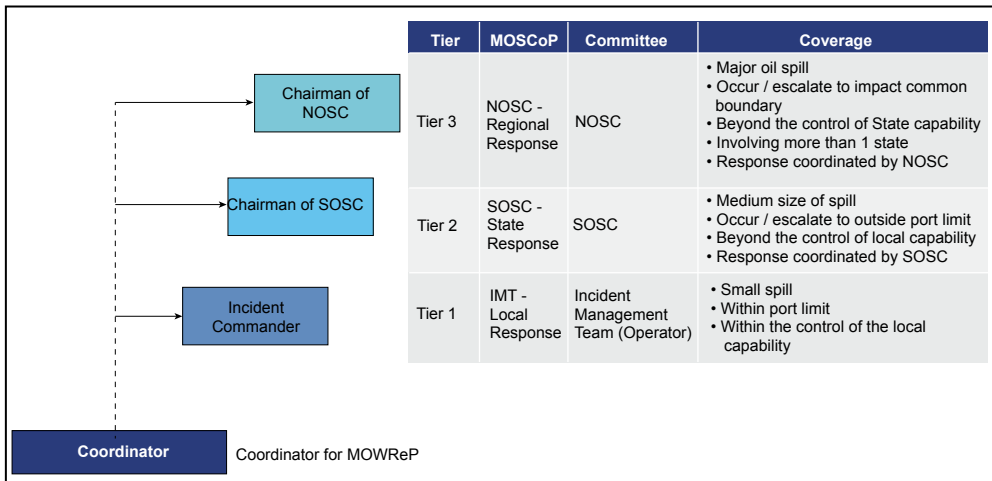 Tier MOSCoP Committee Coverage
Chairman of
NOSC
Tier 3
NOSC -
Regional
Response
NOSC
• Major oil spill
• Occur / escalate to impact common
boundary
• Beyond the control of State capability
• Involving more than 1 state
• Response coordinated by NOSC
Chairman of SOSC
Tier 2
SOSC -
State
Response
SOSC
• Medium size of spill
• Occur / escalate to outside port limit
• Beyond the control of local capability
• Response coordinated by SOSC
Incident
Commander
Tier 1
IMT -
Local
Response
Incident
Management
Team (Operator)
• Small spill
• Within port limit
• Within the control of the local
capability
Coordinator
Coordinator for MOWReP